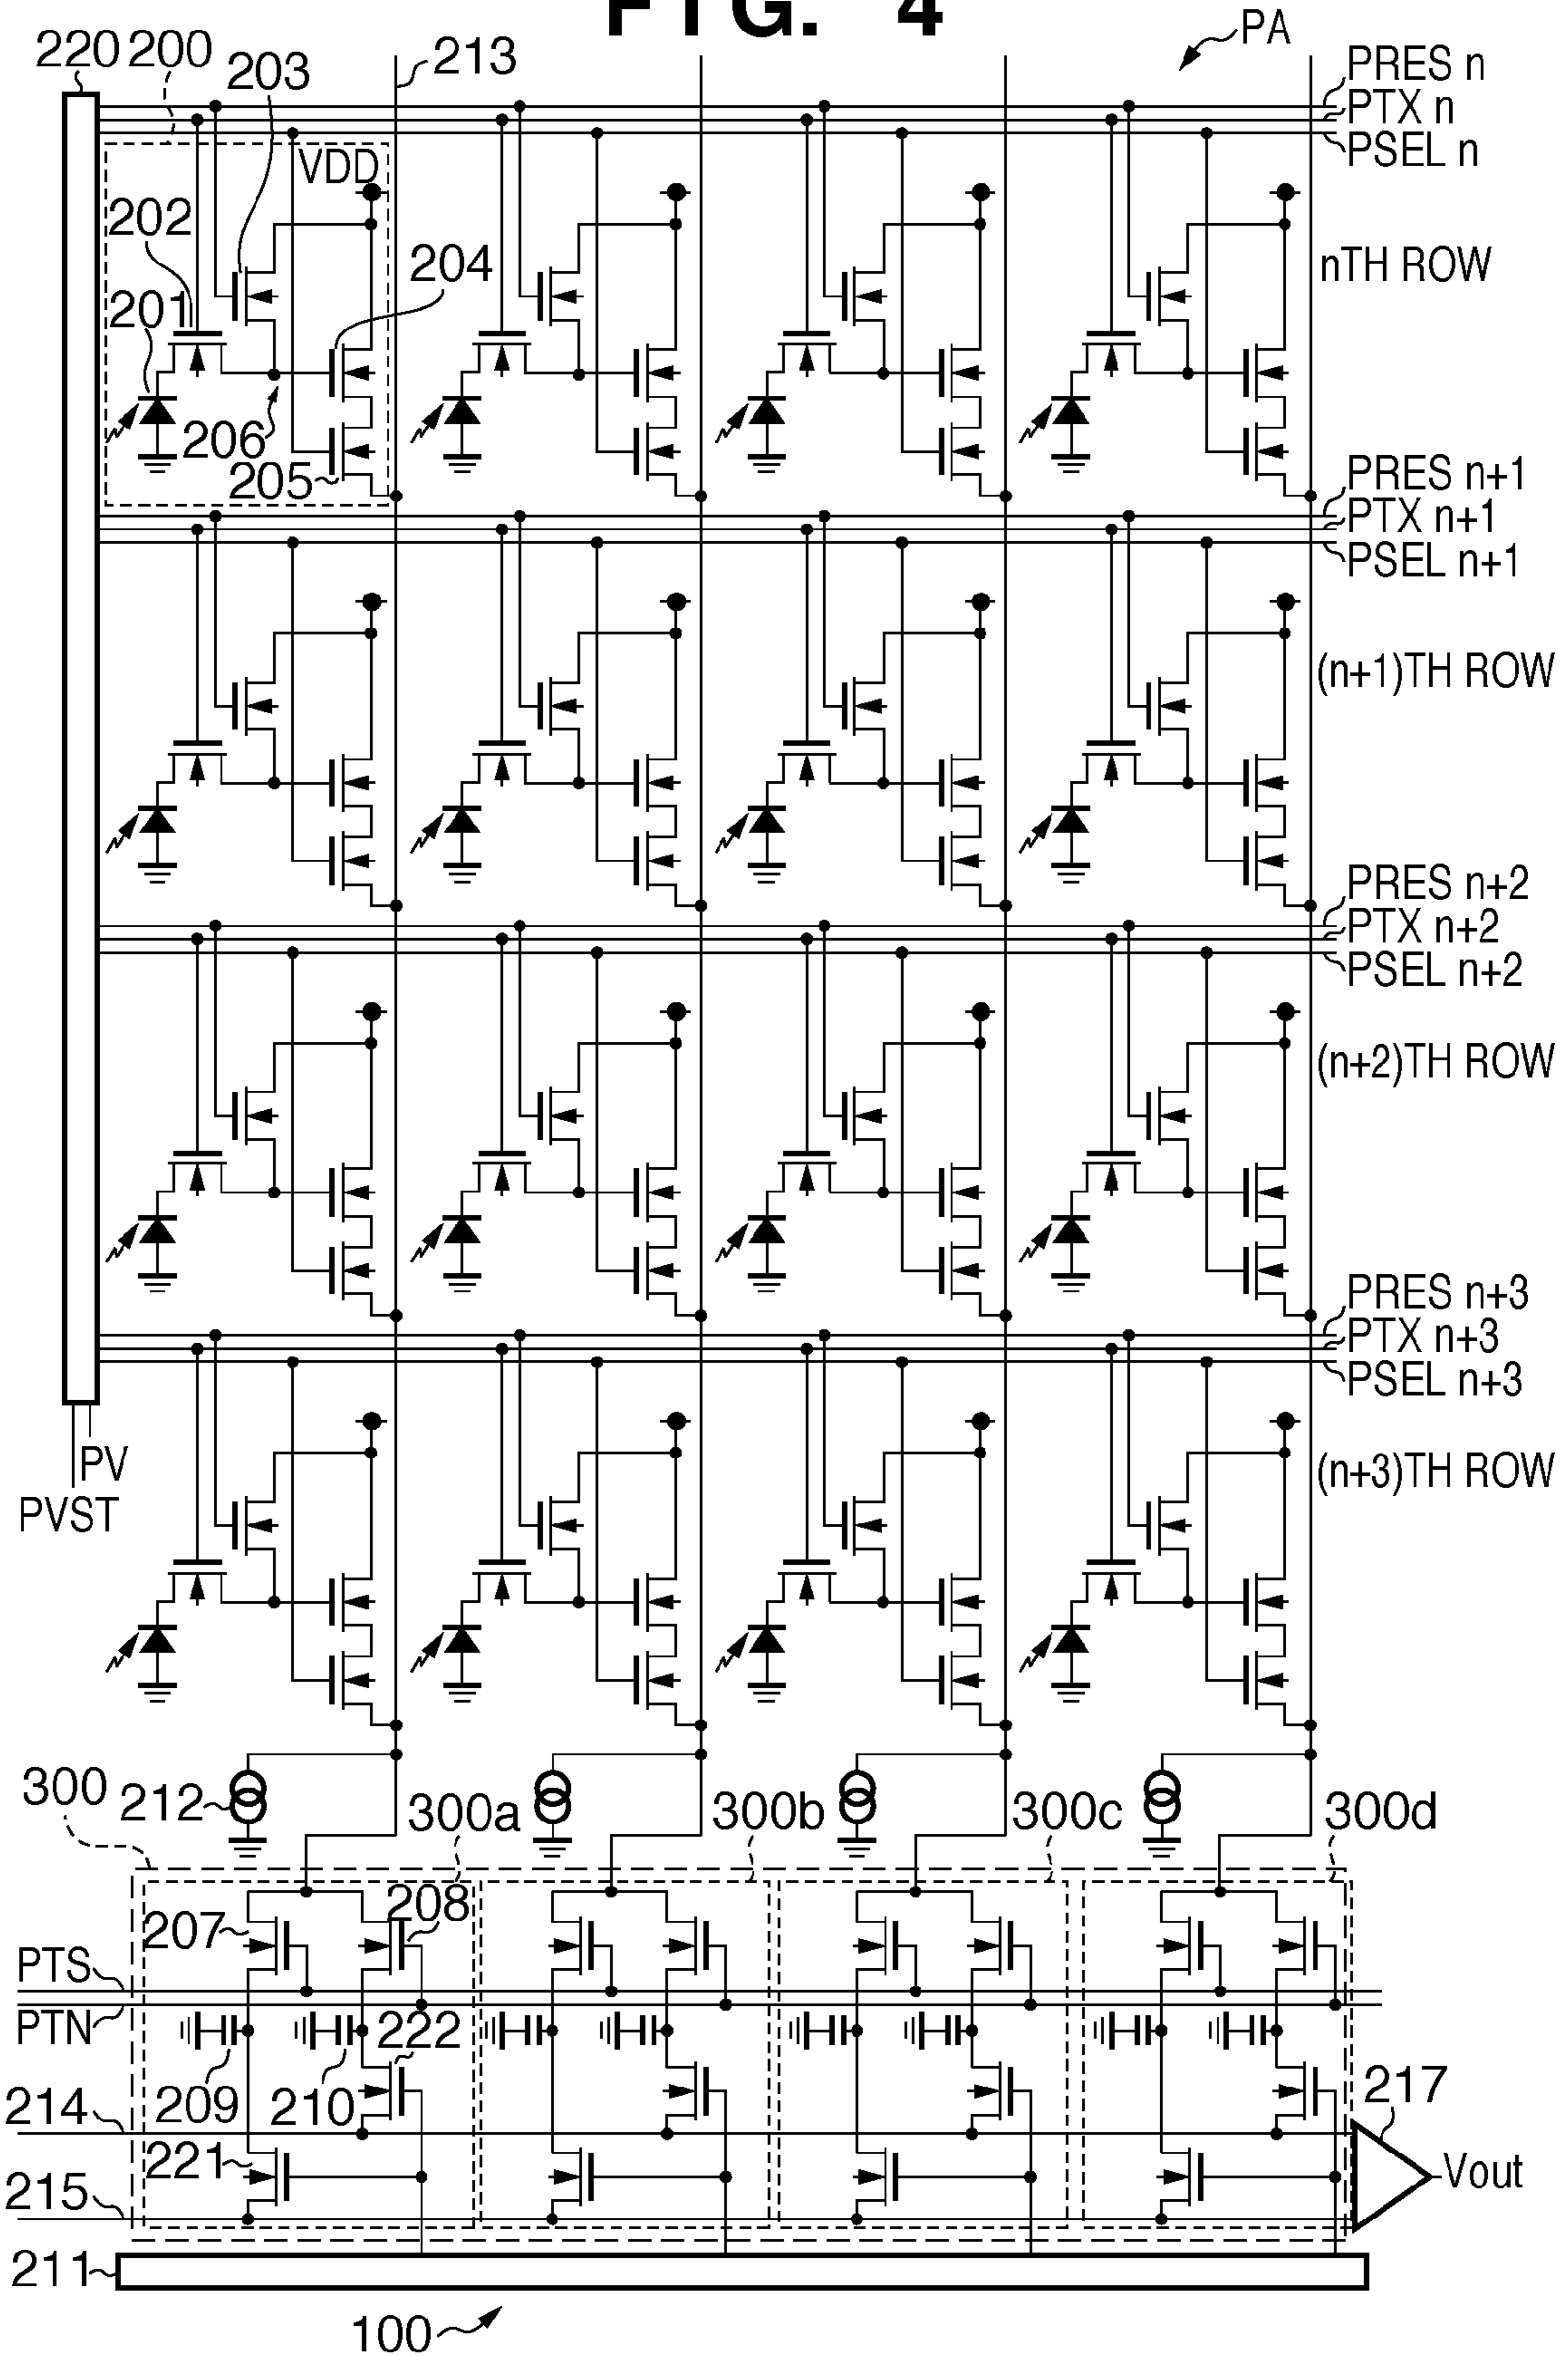 FIG. 4
PA
220 200 203 213
PRES n
PTX n
PSEL n
VDD
202
204
201
nTH ROW
206
205
PRES n+1
PTX n+1
PSEL n+1
(n+1)TH ROW
PRES n+2
PTX n+2
PSEL n+2
(n+2)TH ROW
PRES n+3
PTX n+3
PSEL n+3
PV
PVST
(n+3)TH ROW
300 212 300a 300b 300c 300d
207 208
PTS
PTN
222
209 210
214
217
221
Vout
215
211
100